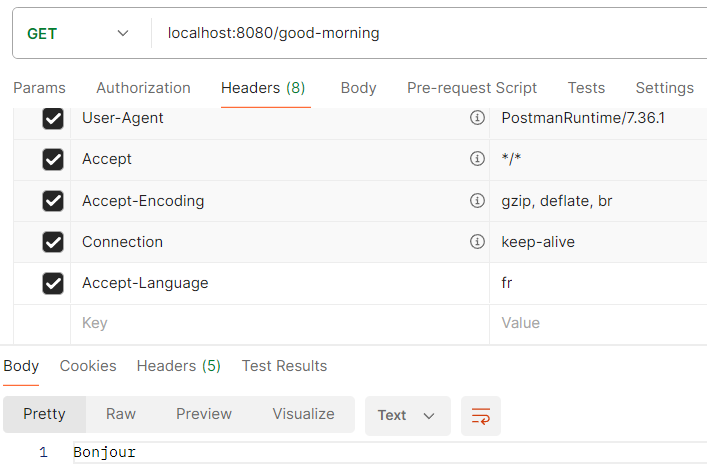 GET localhost:8080/good-morning
Params Authorization Headers (8) Body Pre-request Script Tests Settings
User-Agent PostmanRuntime/7.36.1
Accept */*
Accept-Encoding gzip, deflate, br
Connection keep-alive
Accept-Language fr
Key Value
Body Cookies Headers (5) Test Results
Pretty Raw Preview Visualize Text
1 Bonjour